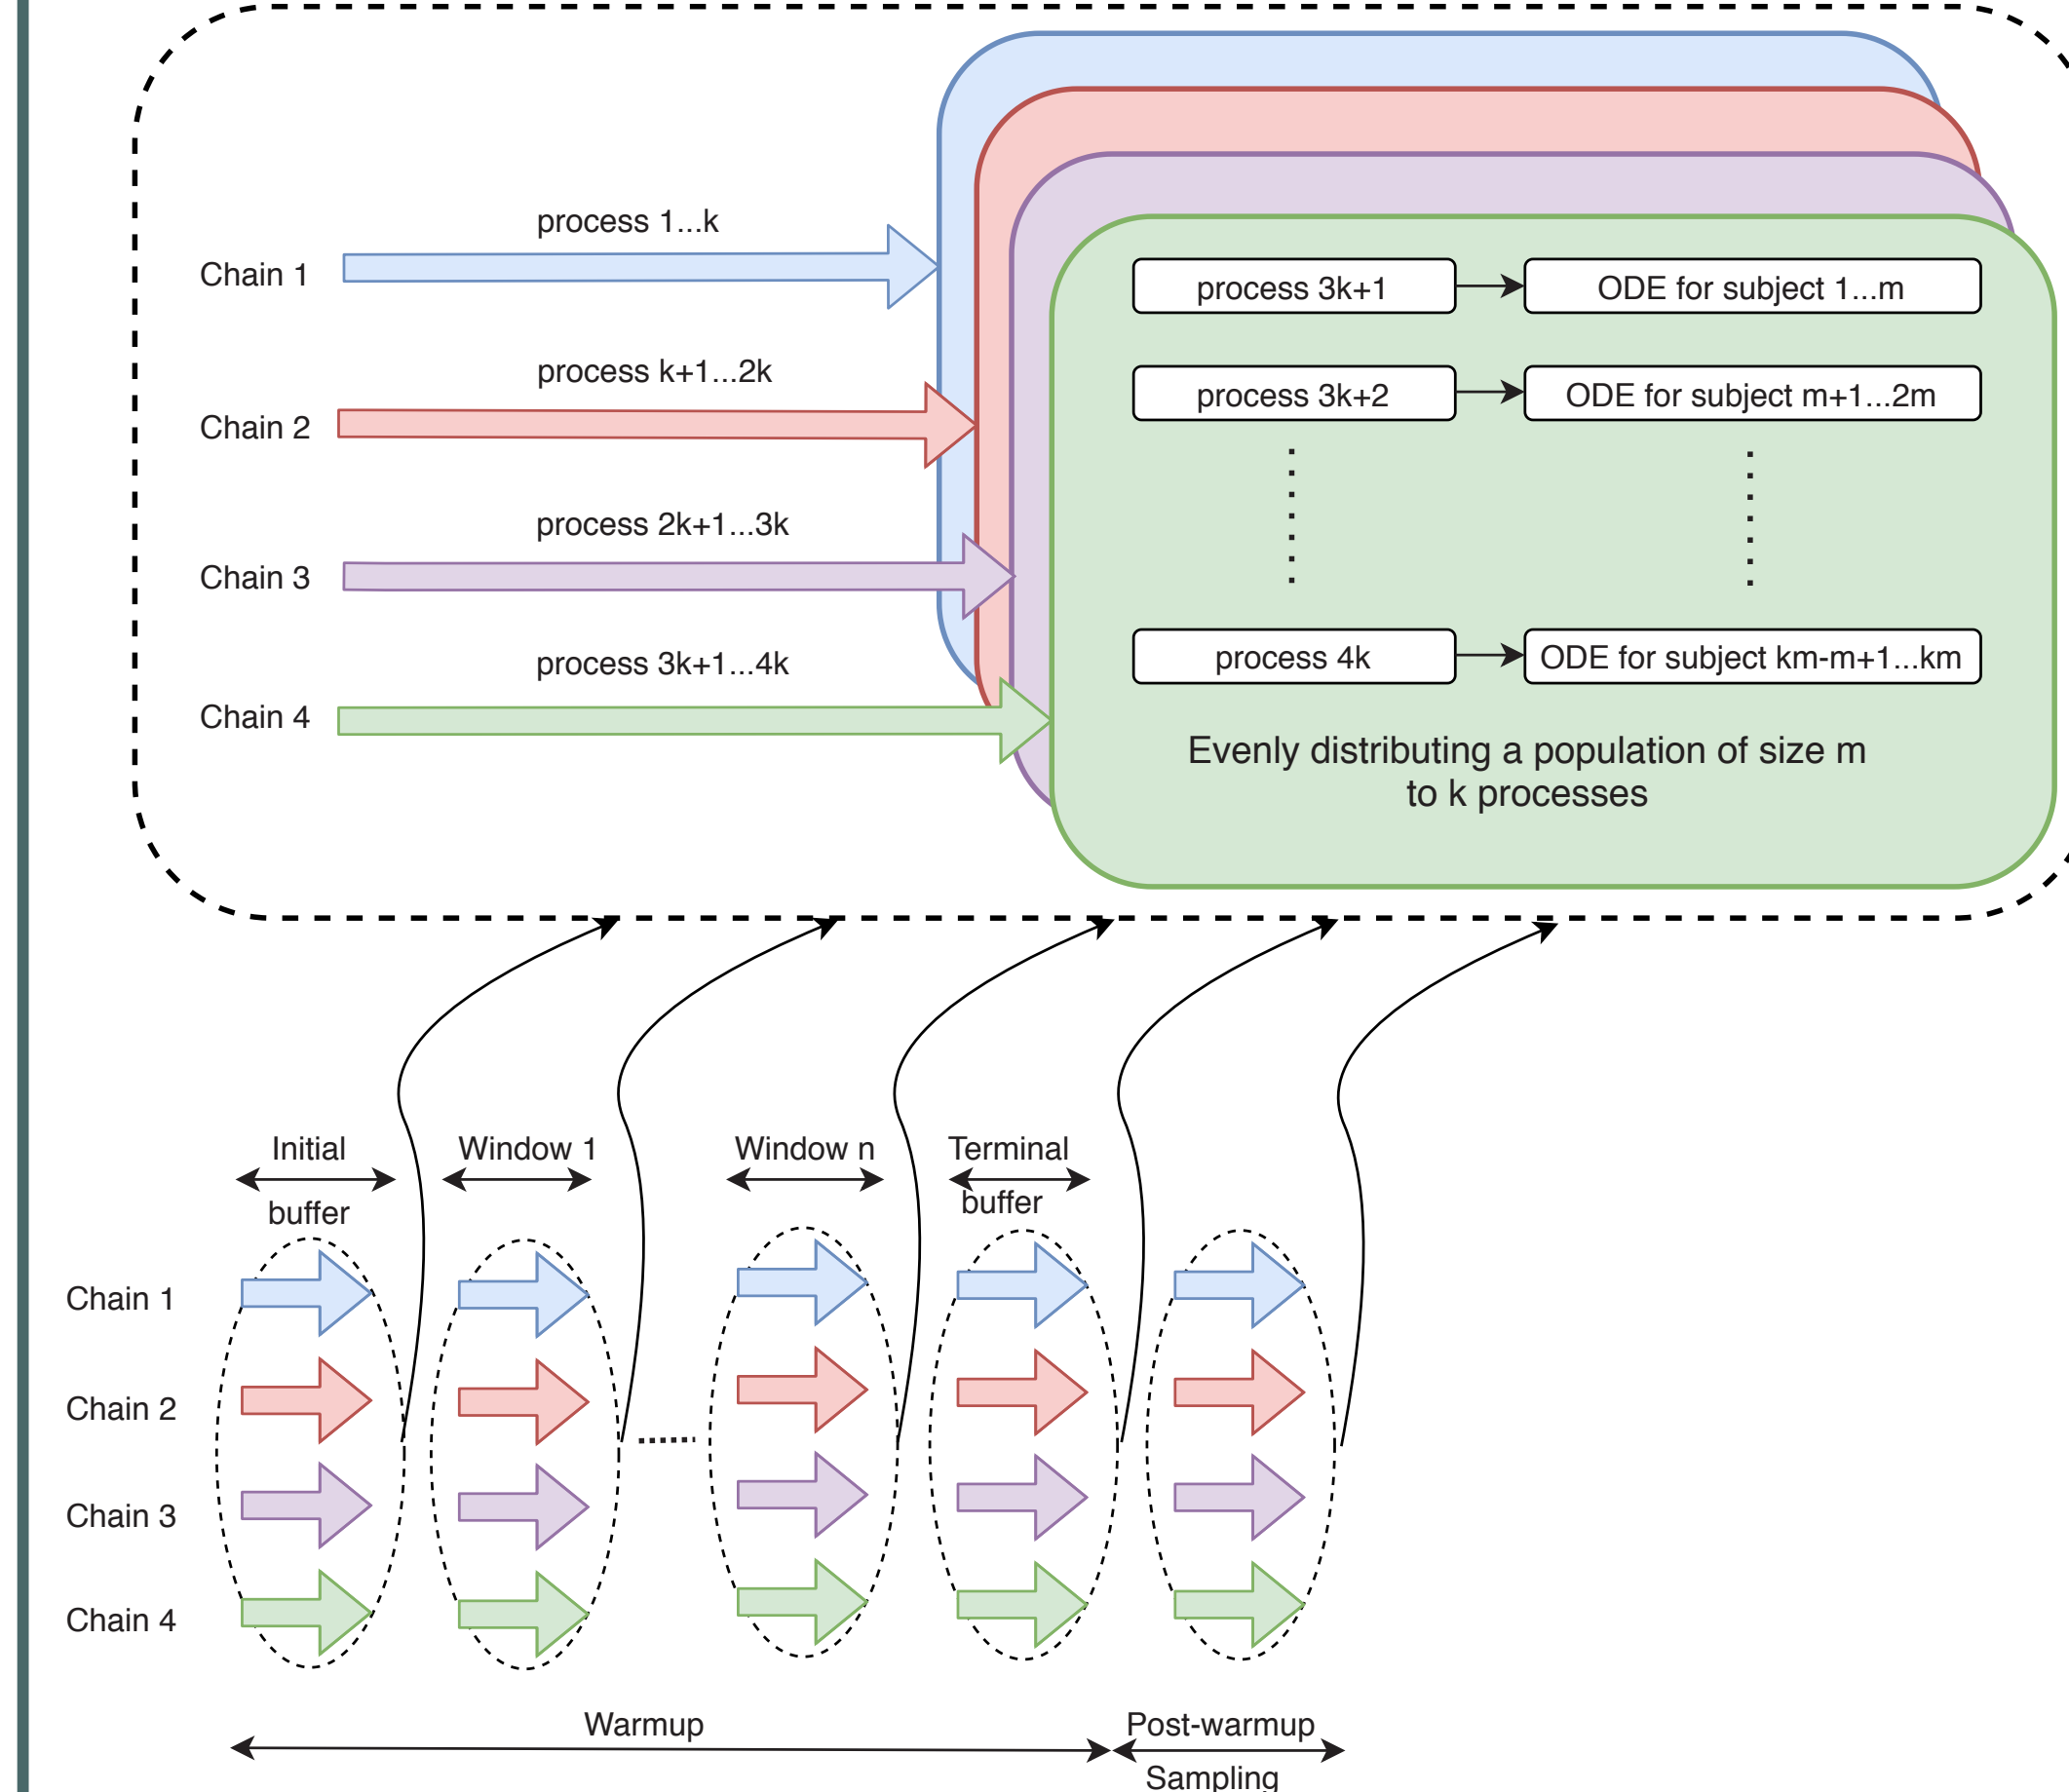 process 1...k
Chain 1
process k+1...2k
Chain 2
process 2k+1...3k
Chain 3
process 3k+1...4k
Chain 4
process 3k+1
ODE for subject 1...m
process 3k+2
ODE for subject m+1...2m
process 4k
ODE for subject km-m+1...km
Evenly distributing a population of size m
to k processes
Initial
buffer
Window 1
Window n
Terminal
buffer
Chain 1
Chain 2
Chain 3
Chain 4
Warmup
Post-warmup
Sampling